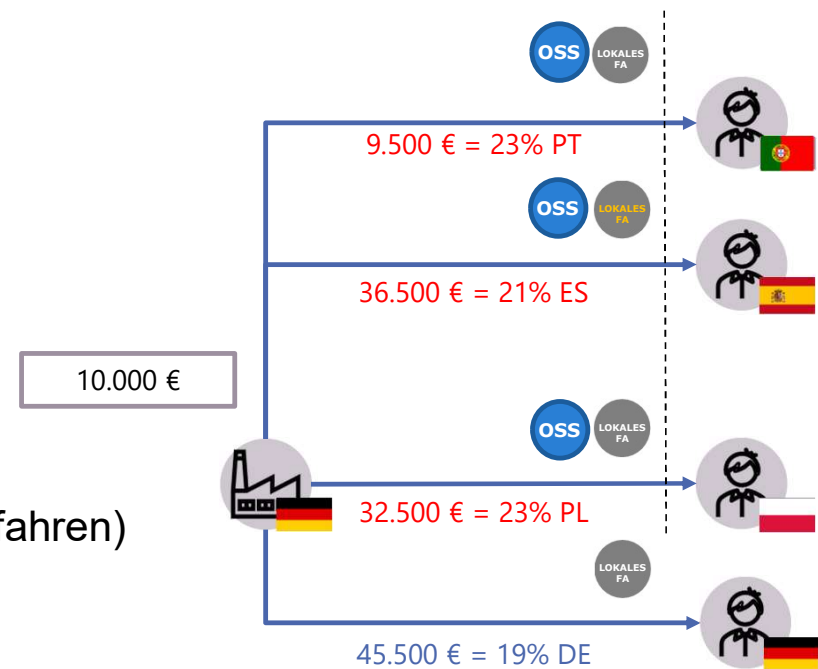 OSS
LOKALES
FA
9.500 € = 23% PT
OSS
LOKALES
FA
36.500 € = 21% ES
10.000 €
OSS
LOKALES
FA
fahren)
32.500 € = 23% PL
LOKALES
FA
45.500 € = 19% DE